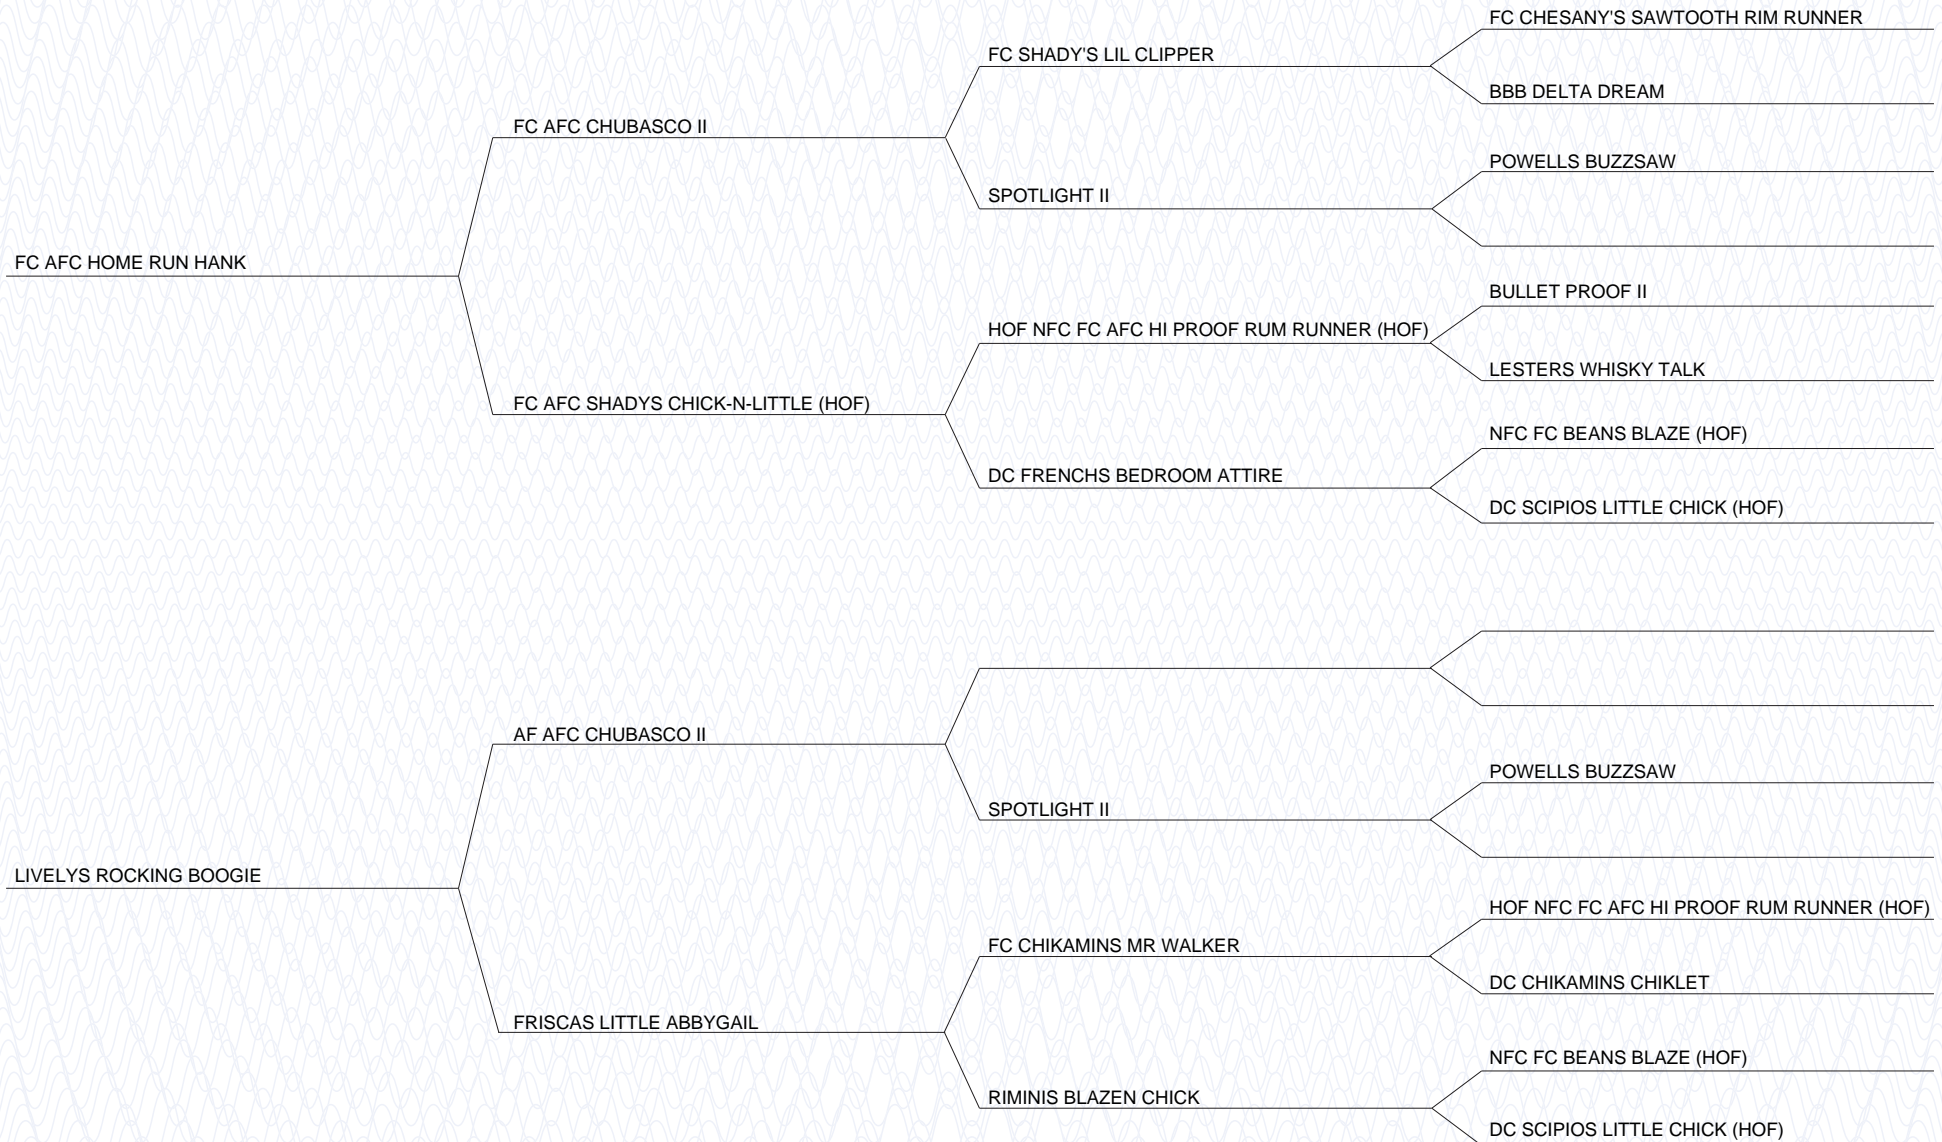 FC CHESANY'S SAWTOOTH RIM RUNNER
FC SHADY'S LIL CLIPPER
BBB DELTA DREAM
FC AFC CHUBASCO II
POWELLS BUZZSAW
SPOTLIGHT II
FC AFC HOME RUN HANK
BULLET PROOF II
HOF NFC FC AFC HI PROOF RUM RUNNER (HOF)
LESTERS WHISKY TALK
FC AFC SHADYS CHICK-N-LITTLE (HOF)
NFC FC BEANS BLAZE (HOF)
DC FRENCHS BEDROOM ATTIRE
DC SCIPIOS LITTLE CHICK (HOF)
AF AFC CHUBASCO II
POWELLS BUZZSAW
SPOTLIGHT II
LIVELYS ROCKING BOOGIE
HOF NFC FC AFC HI PROOF RUM RUNNER (HOF)
FC CHIKAMINS MR WALKER
DC CHIKAMINS CHIKLET
FRISCAS LITTLE ABBYGAIL
NFC FC BEANS BLAZE (HOF)
RIMINIS BLAZEN CHICK
DC SCIPIOS LITTLE CHICK (HOF)